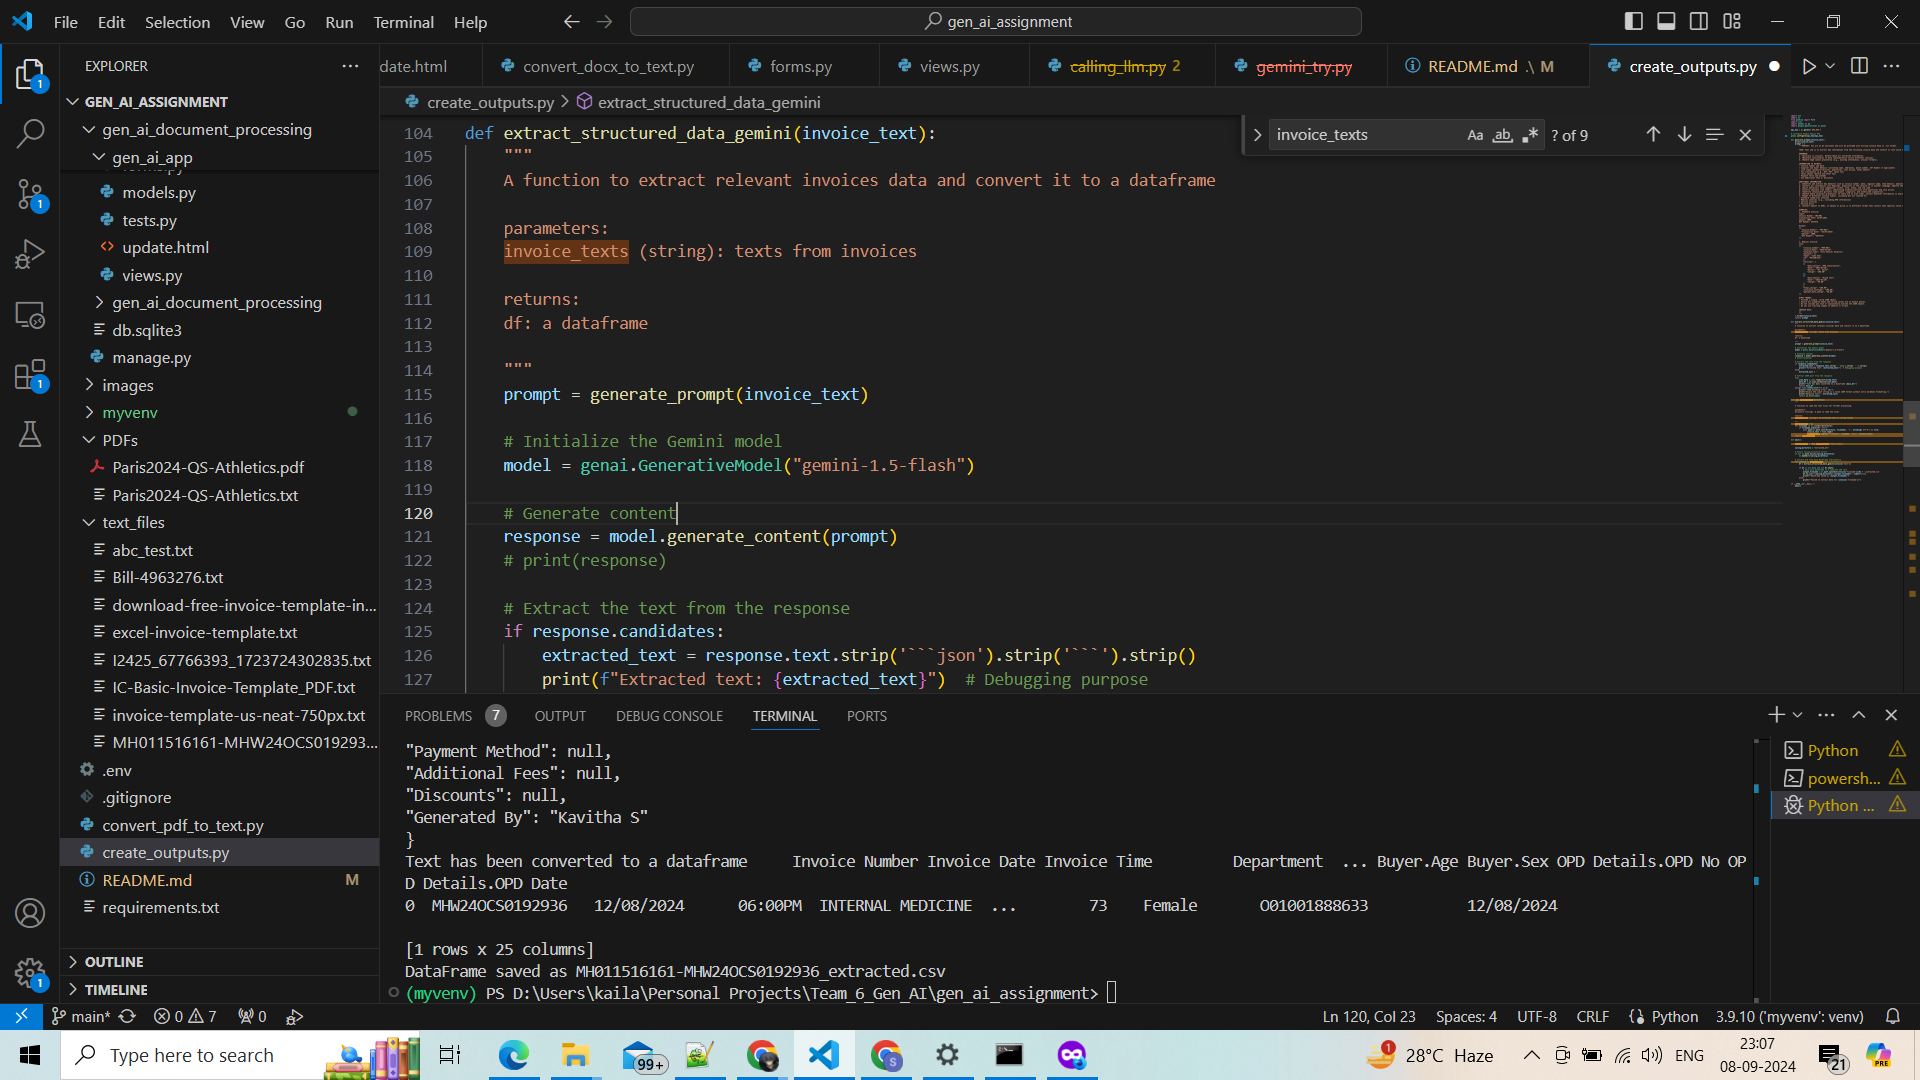 File Edit Selection View Go Run Terminal Help
gen_ai_assignment
EXPLORER
GEN_AI_ASSIGNMENT
gen_ai_document_processing
gen_ai_app
models.py
tests.py
update.html
views.py
gen_ai_document_processing
db.sqlite3
manage.py
images
myvenv
PDFs
Paris2024-QS-Athletics.pdf
Paris2024-QS-Athletics.txt
text_files
abc_test.txt
Bill-4963276.txt
download-free-invoice-template-in...
excel-invoice-template.txt
I2425_67766393_1723724302835.txt
IC-Basic-Invoice-Template_PDF.txt
invoice-template-us-neat-750px.txt
MH011516161-MHW24OCS019293...
.env
.gitignore
convert_pdf_to_text.py
create_outputs.py
README.md M
requirements.txt
OUTLINE
TIMELINE
date.html convert_docx_to_text.py forms.py views.py calling_llm.py 2 gemini_try.py README.md .\ M create_outputs.py
create_outputs.py > extract_structured_data_gemini
invoice_texts Aa ab ? of 9
104 def extract_structured_data_gemini(invoice_text):
105 """
106 A function to extract relevant invoices data and convert it to a dataframe
107
108 parameters:
109 invoice_texts (string): texts from invoices
110
111 returns:
112 df: a dataframe
113
114 """
115 prompt = generate_prompt(invoice_text)
116
117 # Initialize the Gemini model
118 model = genai.GenerativeModel("gemini-1.5-flash")
119
120 # Generate content
121 response = model.generate_content(prompt)
122 # print(response)
123
124 # Extract the text from the response
125 if response.candidates:
126 extracted_text = response.text.strip('```json').strip('```').strip()
127 print(f"Extracted text: {extracted_text}") # Debugging purpose
PROBLEMS 7 OUTPUT DEBUG CONSOLE TERMINAL PORTS
"Payment Method": null,
"Additional Fees": null,
"Discounts": null,
"Generated By": "Kavitha S"
}
Text has been converted to a dataframe Invoice Number Invoice Date Invoice Time Department ... Buyer.Age Buyer.Sex OPD Details.OPD No OP
D Details.OPD Date
0 MHW24OCS0192936 12/08/2024 06:00PM INTERNAL MEDICINE ... 73 Female O01001888633 12/08/2024
[1 rows x 25 columns]
DataFrame saved as MH011516161-MHW24OCS0192936_extracted.csv
(myvenv) PS D:\Users\kaila\Personal Projects\Team_6_Gen_AI\gen_ai_assignment>
Python
powersh...
Python ...
main* 0 7 0
Ln 120, Col 23 Spaces: 4 UTF-8 CRLF Python 3.9.10 ('myvenv': venv)
Type here to search
99+
28°C Haze
ENG
23:07
08-09-2024
21